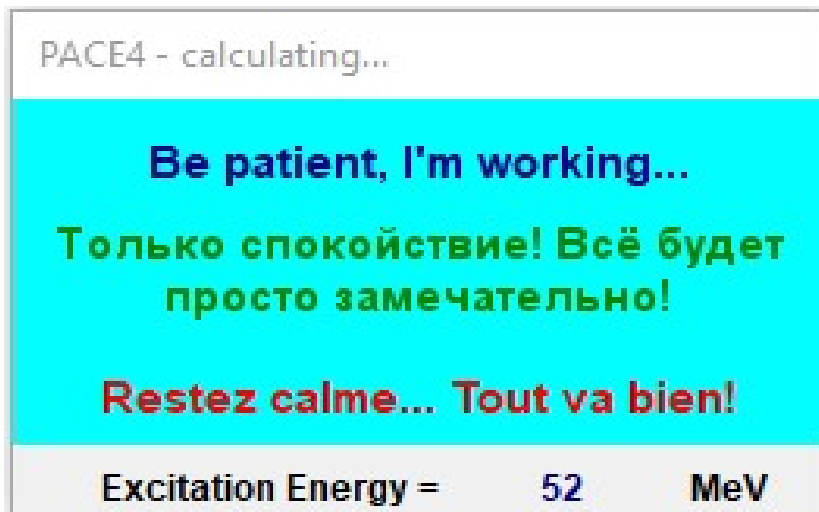 PACE4 - calculating...
Be patient, I'm working...
Только спокойствие! Всё будет
просто замечательно!
Restez calme... Tout va bien!
Excitation Energy = 52 MeV